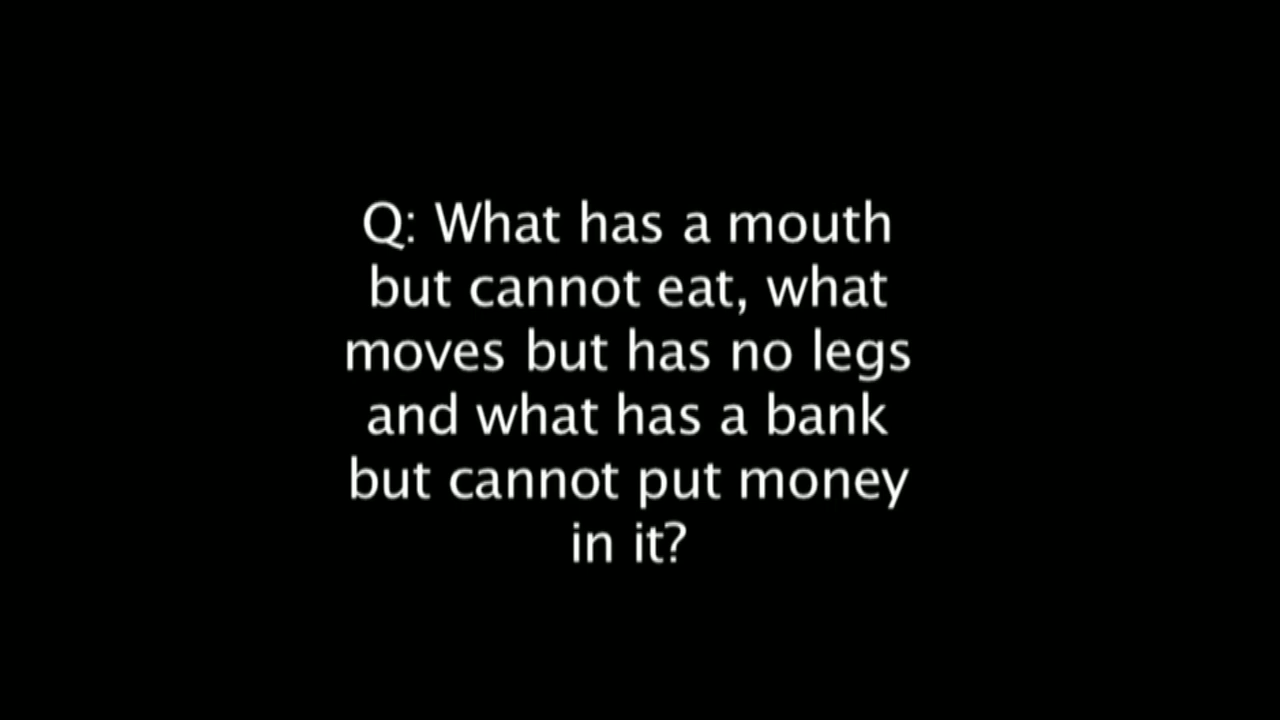 Q: What has a mouth
but cannot eat, what
moves but has no legs
and what has a bank
but cannot put money
in it?